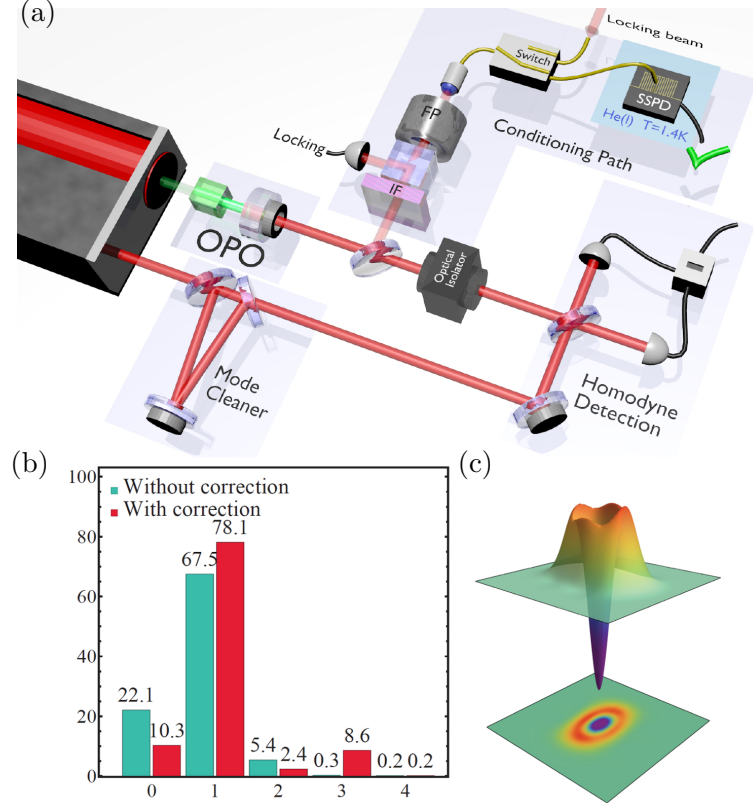 (a)
Locking beam
Switch
SSPD
He(l) T=1.4K
FP
Locking
Conditioning Path
IF
OPO
Optical
Isolator
Mode
Cleaner
Homodyne
Detection
(b)
(c)
100
Without correction
With correction
80
78.1
67.5
60
40
22.1
20
10.3
8.6
5.4
2.4
0.3
0.2 0.2
0
0 1 2 3 4